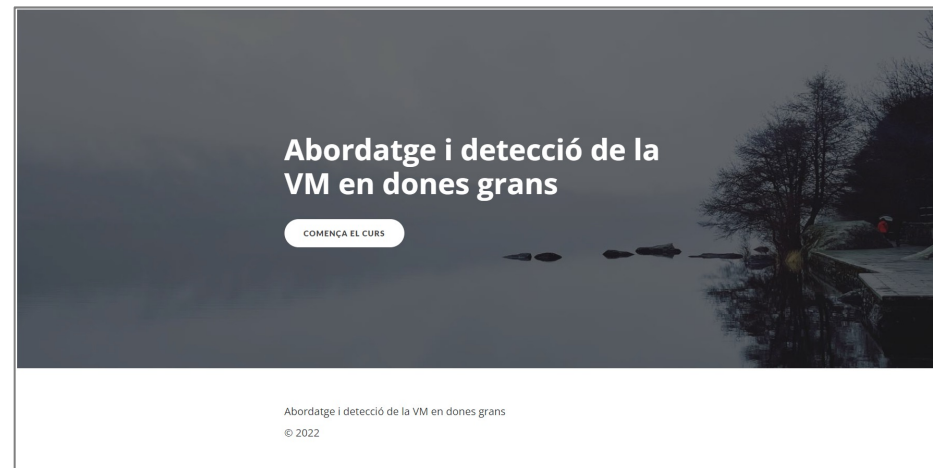 Abordatge i detecció de la
VM en dones grans
COMENÇA EL CURS
Abordatge i detecció de la VM en dones grans
© 2022